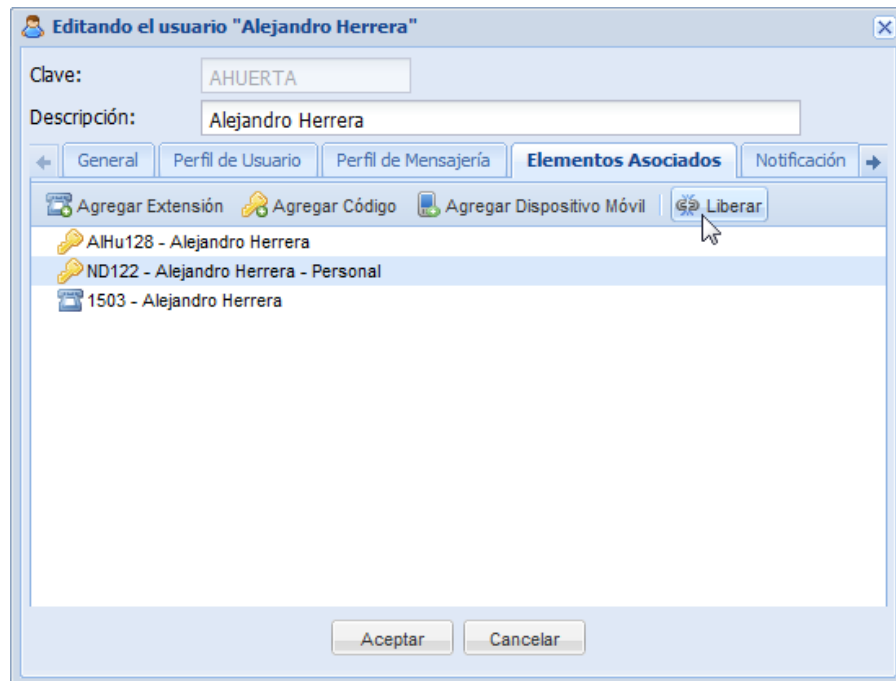 Editando el usuario "Alejandro Herrera"
Clave: AHUERTA
Descripción: Alejandro Herrera
General Perfil de Usuario Perfil de Mensajería Elementos Asociados Notificación
Agregar Extensión Agregar Código Agregar Dispositivo Móvil Liberar
AlHu128 - Alejandro Herrera
ND122 - Alejandro Herrera - Personal
1503 - Alejandro Herrera
Aceptar Cancelar